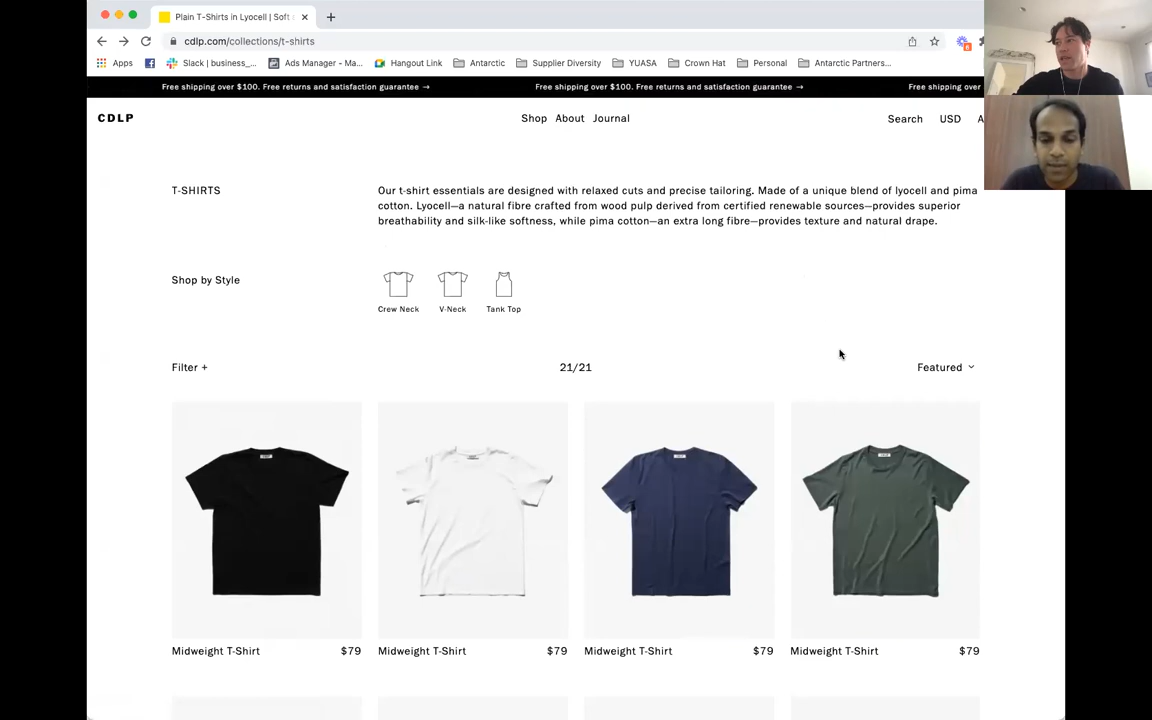 Plain T-Shirts in Lyocell | Soft
cdlp.com/collections/t-shirts
Apps Slack | business_... Ads Manager - Ma... Hangout Link Antarctic Supplier Diversity YUASA Crown Hat Personal Antarctic Partners...
Free shipping over $100. Free returns and satisfaction guarantee → Free shipping over $100. Free returns and satisfaction guarantee → Free shipping over
CDLP Shop About Journal Search USD A
T-SHIRTS
Our t-shirt essentials are designed with relaxed cuts and precise tailoring. Made of a unique blend of lyocell and pima
cotton. Lyocell—a natural fibre crafted from wood pulp derived from certified renewable sources—provides superior
breathability and silk-like softness, while pima cotton—an extra long fibre—provides texture and natural drape.
Shop by Style
Crew Neck V-Neck Tank Top
Filter + 21/21 Featured
Midweight T-Shirt $79 Midweight T-Shirt $79 Midweight T-Shirt $79 Midweight T-Shirt $79